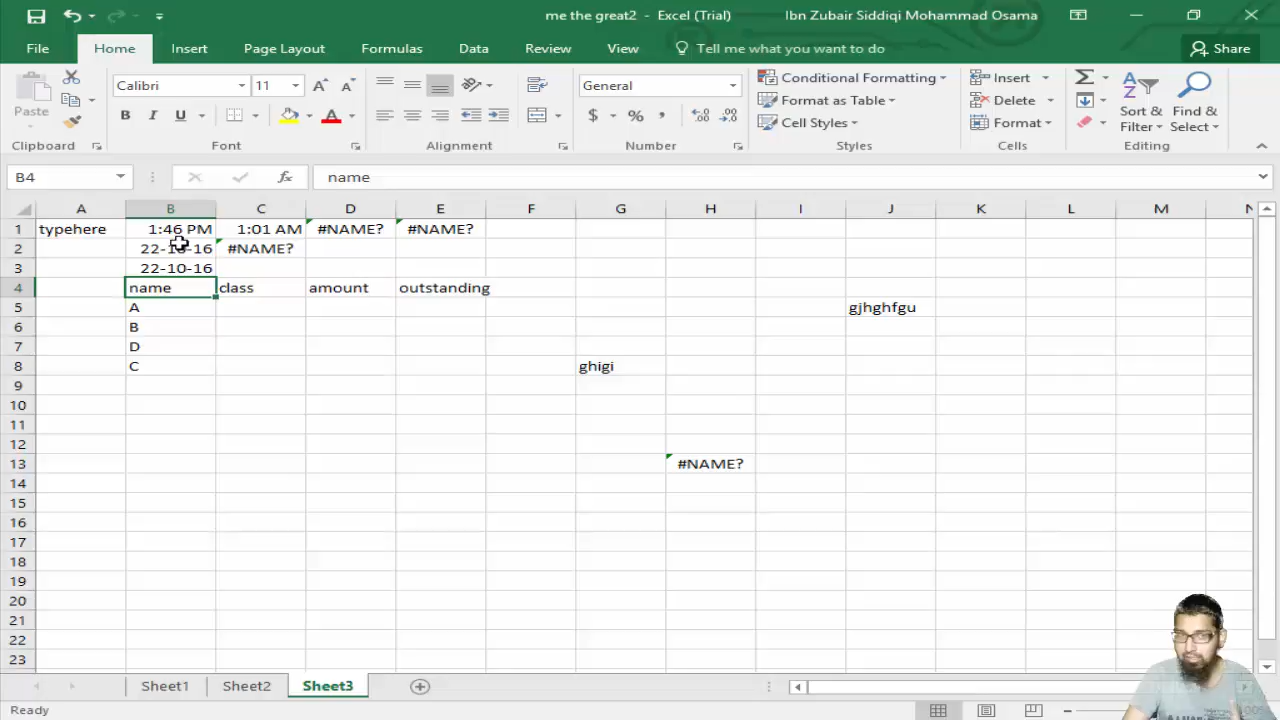 me the great2 - Excel (Trial)
Ibn Zubair Siddiqi Mohammad Osama
File Home Insert Page Layout Formulas Data Review View Tell me what you want to do Share
Paste
Calibri 11
General
Conditional Formatting
Format as Table
Cell Styles
Insert
Delete
Format
Sort & Filter
Find & Select
Clipboard Font Alignment Number Styles Cells Editing
B4 fx name
A B C D E F G H I J K L M N
1 typehere 1:46 PM 1:01 AM #NAME? #NAME?
2 22-10-16 #NAME?
3 22-10-16
4 name class amount outstanding
5 A gjhghfgu
6 B
7 D
8 C ghigi
9
10
11
12
13 #NAME?
14
15
16
17
18
19
20
21
22
23
Sheet1 Sheet2 Sheet3
Ready